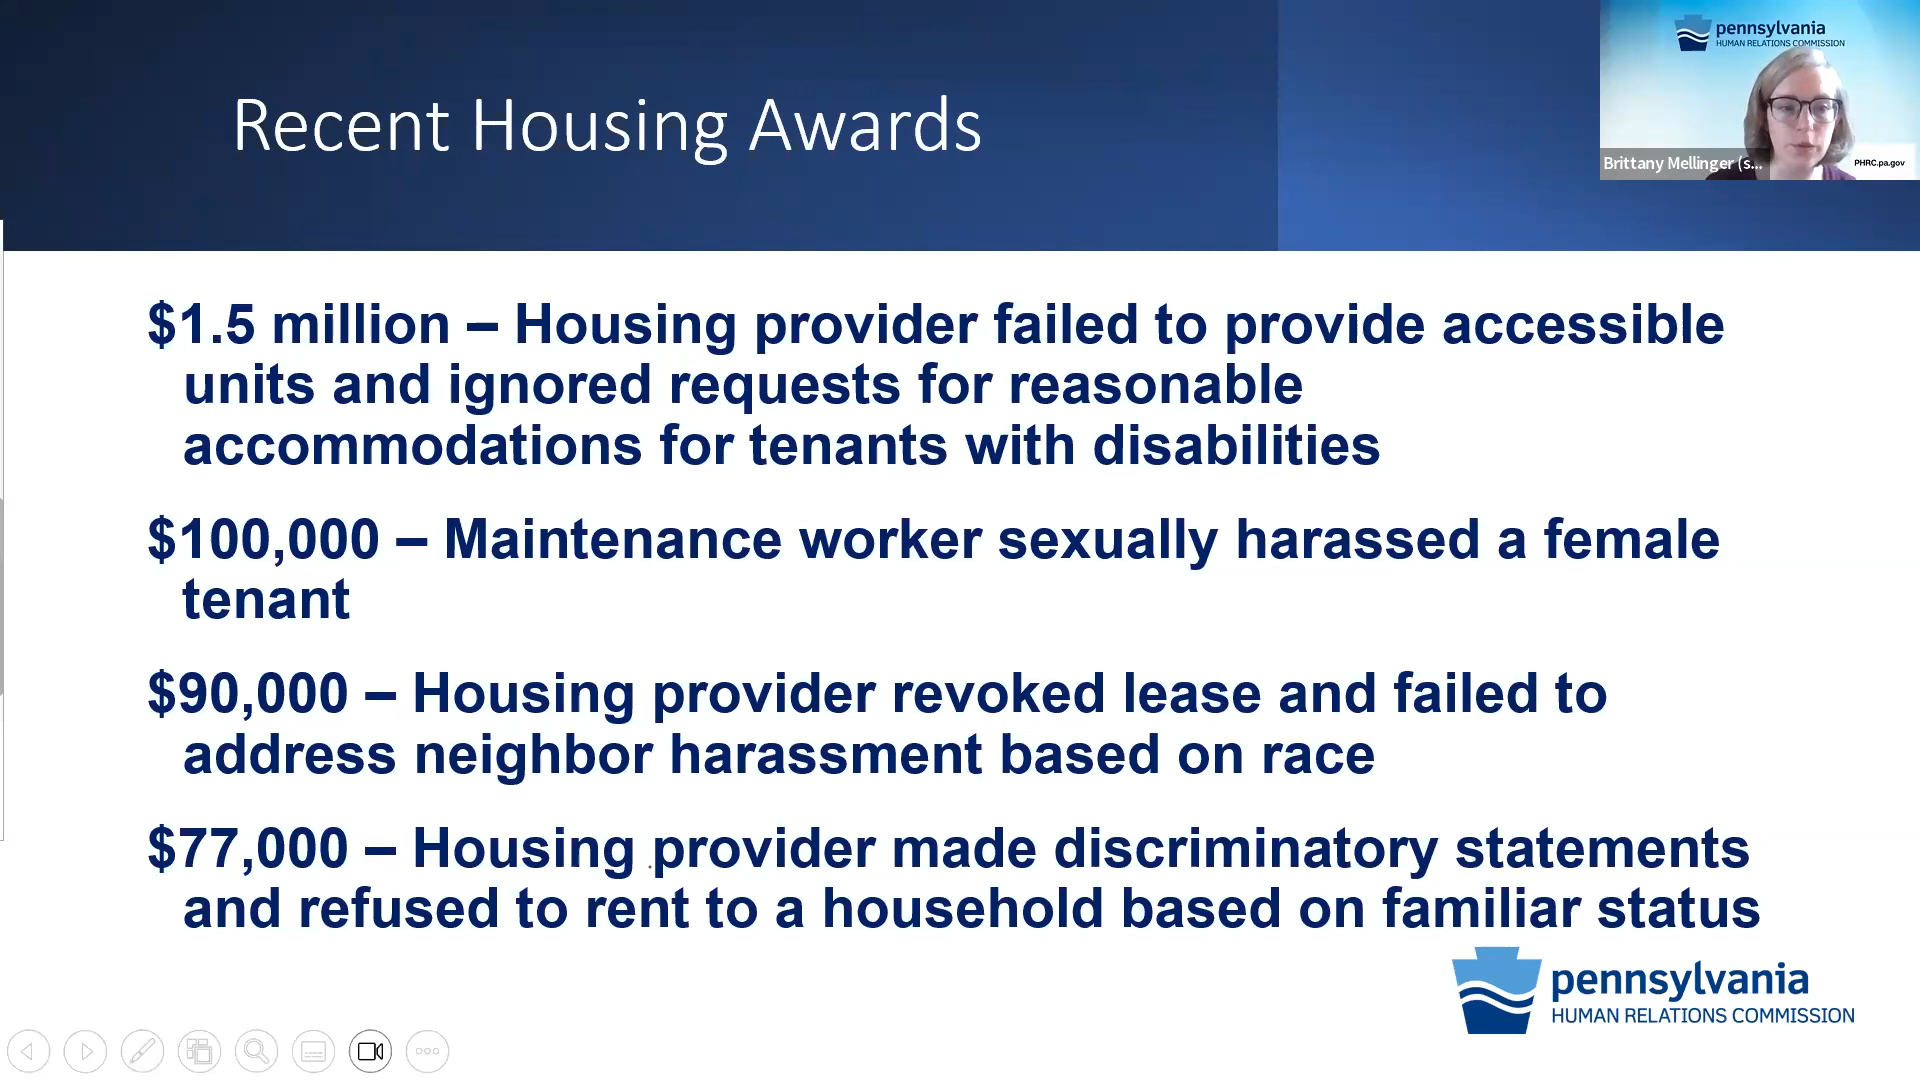 Recent Housing Awards
pennsylvania
HUMAN RELATIONS COMMISSION
Brittany Mellinger (s...
PHRC.pa.gov
$1.5 million – Housing provider failed to provide accessible
units and ignored requests for reasonable
accommodations for tenants with disabilities
$100,000 – Maintenance worker sexually harassed a female
tenant
$90,000 – Housing provider revoked lease and failed to
address neighbor harassment based on race
$77,000 – Housing provider made discriminatory statements
and refused to rent to a household based on familiar status
pennsylvania
HUMAN RELATIONS COMMISSION